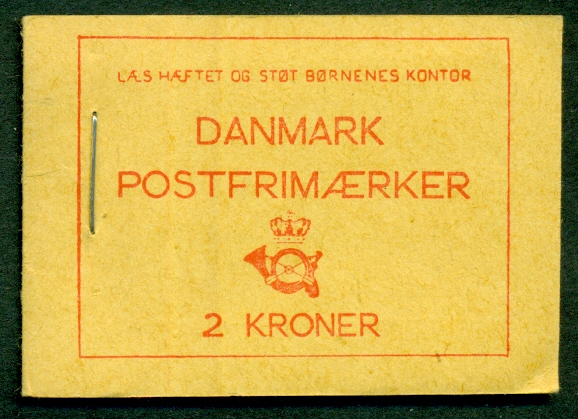 LÆS HÆFTET OG STØT BØRNENES KONTOR
DANMARK
POSTFRIMÆRKER
2 KRONER